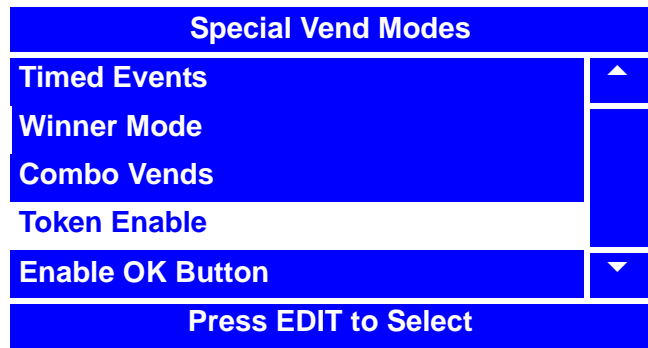 Special Vend Modes
Timed Events
Winner Mode
Combo Vends
Token Enable
Enable OK Button
Press EDIT to Select